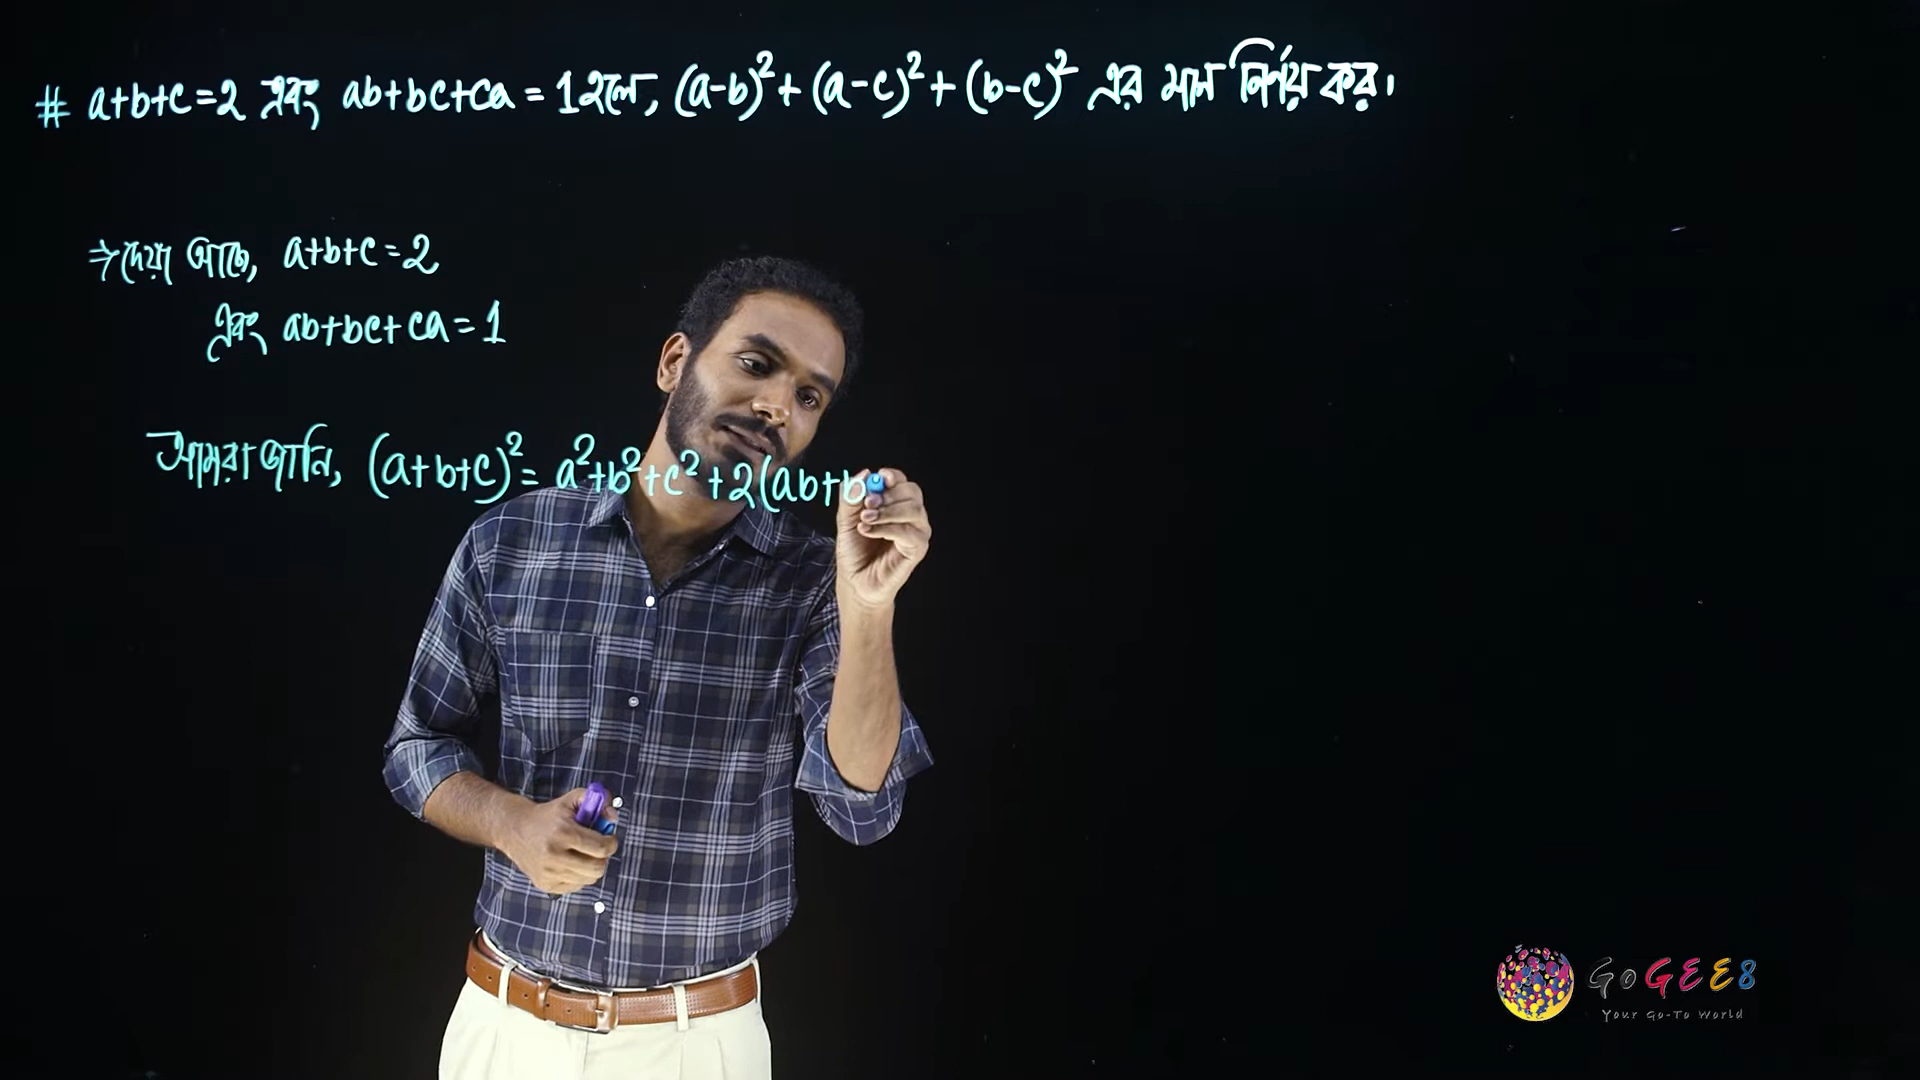 # a+b+c=2 এবং ab+bc+ca = 1 হলে, (a-b)²+(a-c)²+(b-c)² এর মান নির্ণয় কর।
⇒ দেয়া আছে, a+b+c=2
এবং ab+bc+ca=1
আমরা জানি, (a+b+c)²= a²+b²+c²+2(ab+b
GoGEE8
Your Go-To World